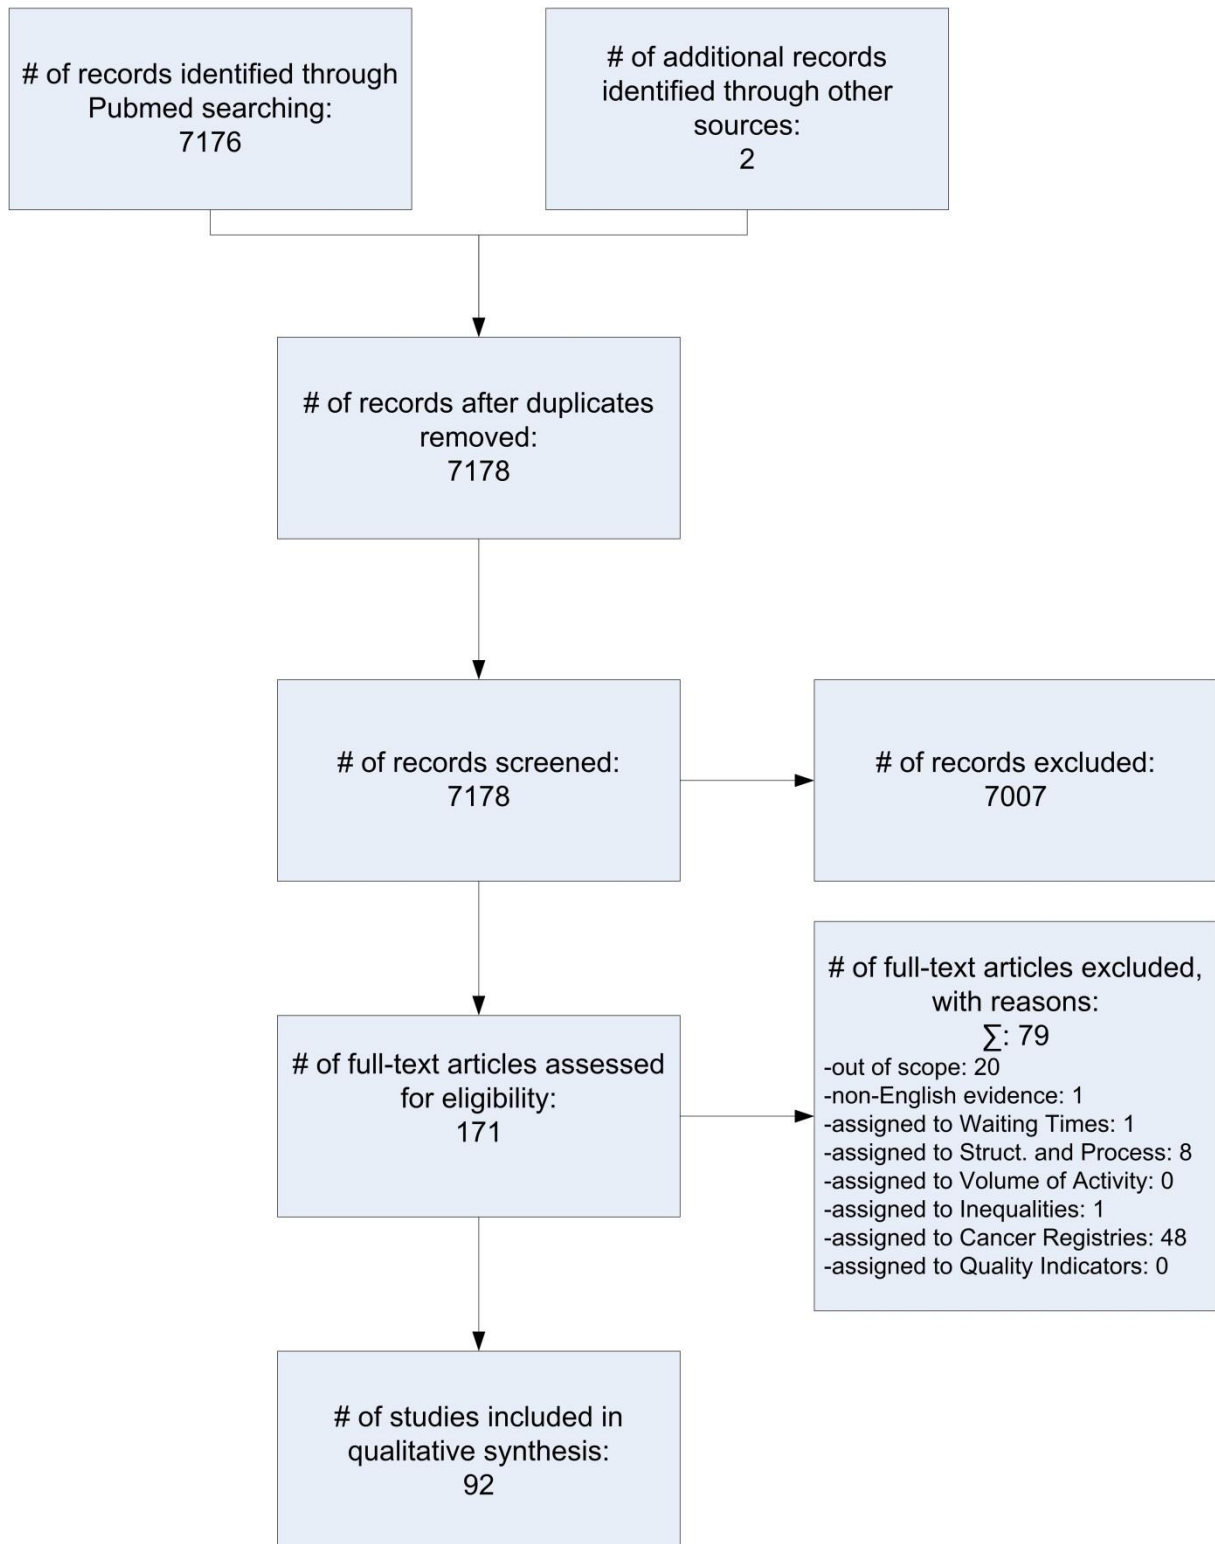 # of records identified through
Pubmed searching:
7176
# of additional records
identified through other
sources:
2
# of records after duplicates
removed:
7178
# of records screened:
7178
# of records excluded:
7007
# of full-text articles assessed
for eligibility:
171
# of full-text articles excluded,
with reasons:
∑: 79
-out of scope: 20
-non-English evidence: 1
-assigned to Waiting Times: 1
-assigned to Struct. and Process: 8
-assigned to Volume of Activity: 0
-assigned to Inequalities: 1
-assigned to Cancer Registries: 48
-assigned to Quality Indicators: 0
# of studies included in
qualitative synthesis:
92